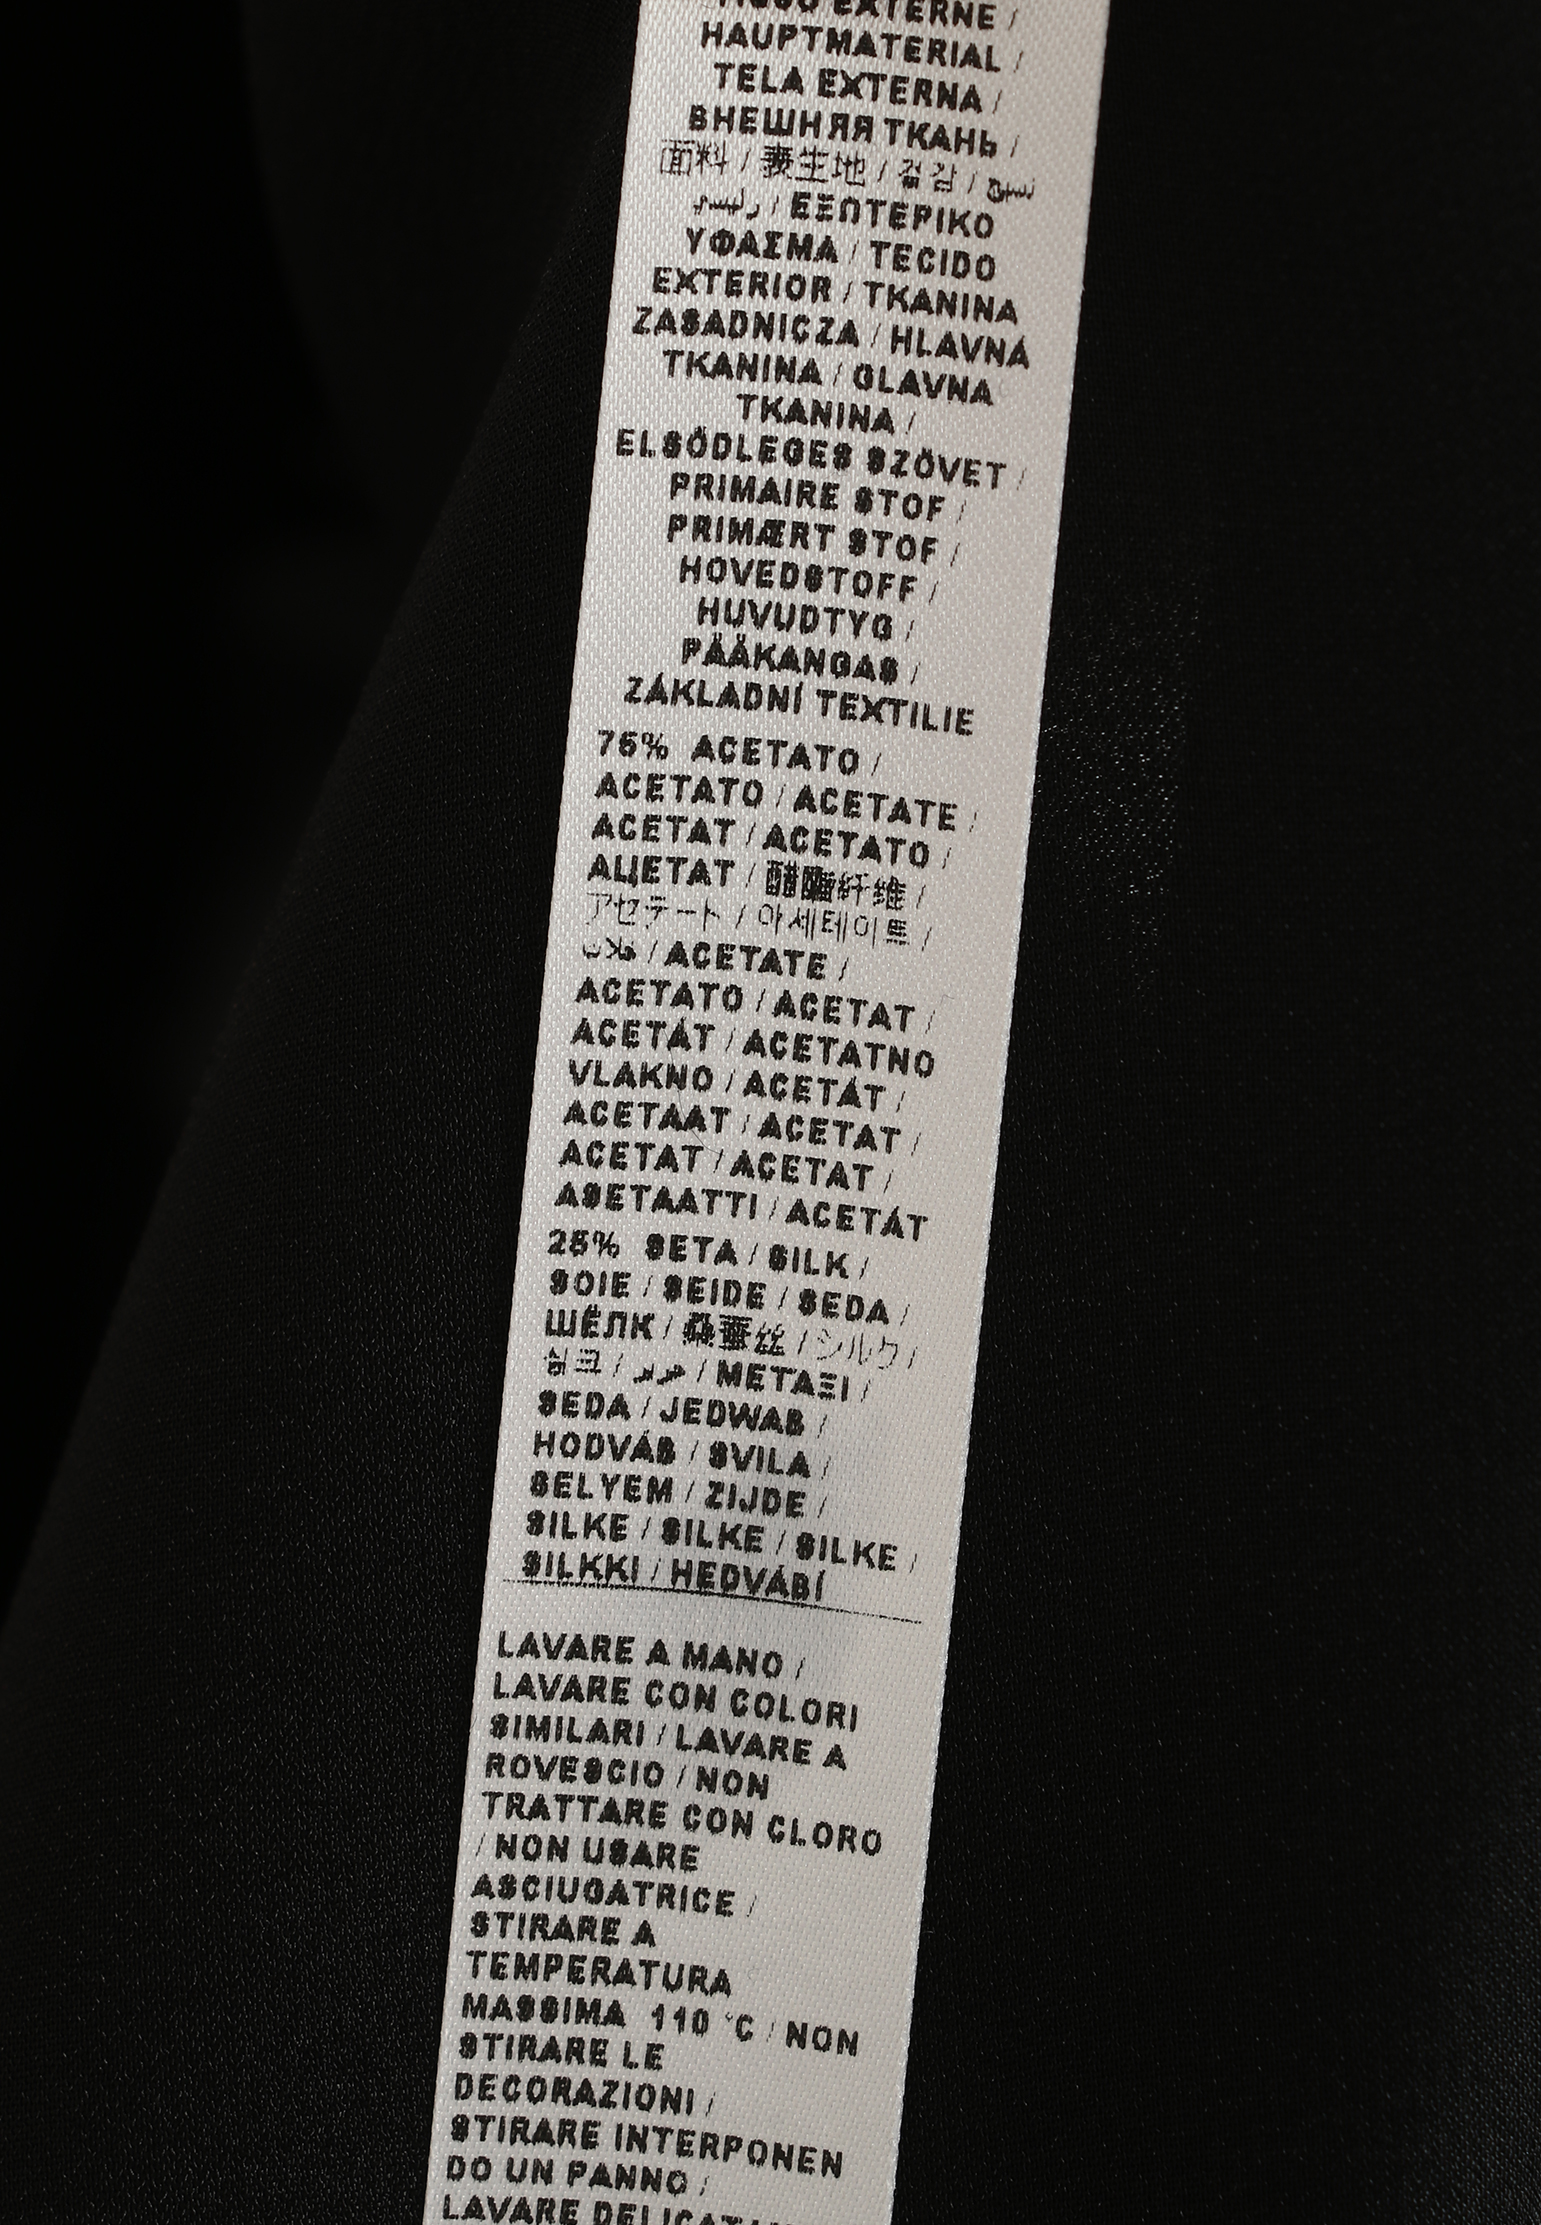 EXTERNE /
HAUPTMATERIAL /
TELA EXTERNA /
ВНЕШНЯЯ ТКАНЬ /
面料 / 表生地 / 겉감 / نسيج
رئيسي / ΕΞΩΤΕΡΙΚΟ
ΥΦΑΣΜΑ / TECIDO
EXTERIOR / TKANINA
ZASADNICZA / HLAVNÁ
TKANINA / GLAVNA
TKANINA /
ELSŐDLEGES SZÖVET /
PRIMAIRE STOF /
PRIMÆRT STOF /
HOVEDSTOFF /
HUVUDTYG /
PÄÄKANGAS /
ZÁKLADNÍ TEXTILIE
75% ACETATO /
ACETATO / ACETATE /
ACETAT / ACETATO /
АЦЕТАТ / 醋酯纤维 /
アセテート / 아세테이트 /
/ ACETATE /
ACETATO / ACETAT /
ACETÁT / ACETATNO
VLAKNO / ACETÁT /
ACETAAT / ACETAT /
ACETAT / ACETAT /
ASETAATTI / ACETÁT
25% SETA / SILK /
SOIE / SEIDE / SEDA /
ШЁЛК / 桑蚕丝 / シルク /
실크 / حرير / ΜΕΤΑΞΙ /
SEDA / JEDWAB /
HODVÁB / SVILA /
SELYEM / ZIJDE /
SILKE / SILKE / SILKE /
SILKKI / HEDVÁBÍ
LAVARE A MANO /
LAVARE CON COLORI
SIMILARI / LAVARE A
ROVESCIO / NON
TRATTARE CON CLORO
/ NON USARE
ASCIUGATRICE /
STIRARE A
TEMPERATURA
MASSIMA 110 °C / NON
STIRARE LE
DECORAZIONI /
STIRARE INTERPONEN
DO UN PANNO /
LAVARE